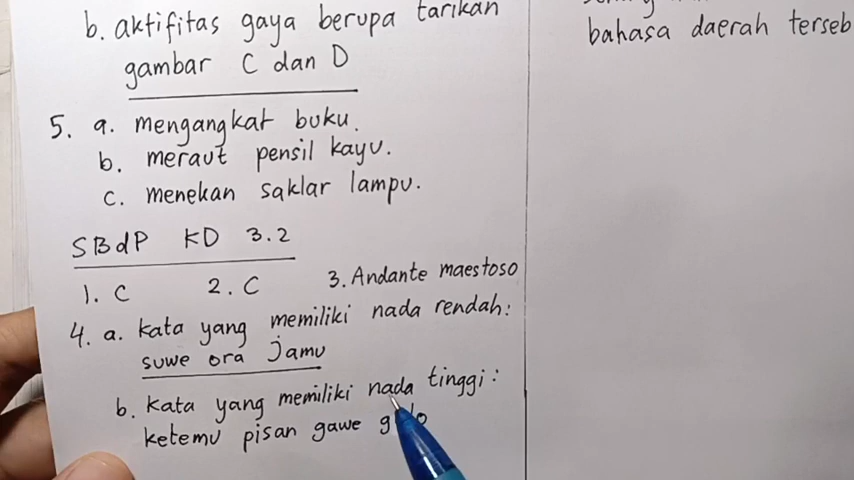 b. aktifitas gaya berupa tarikan
gambar C dan D
5. a. mengangkat buku.
b. meraut pensil kayu.
c. menekan saklar lampu.
SBdP KD 3.2
1. C 2. C 3. Andante maestoso
4. a. kata yang memiliki nada rendah:
suwe ora jamu
b. Kata yang memiliki nada tinggi:
ketemu pisan gawe
bahasa daerah terseb